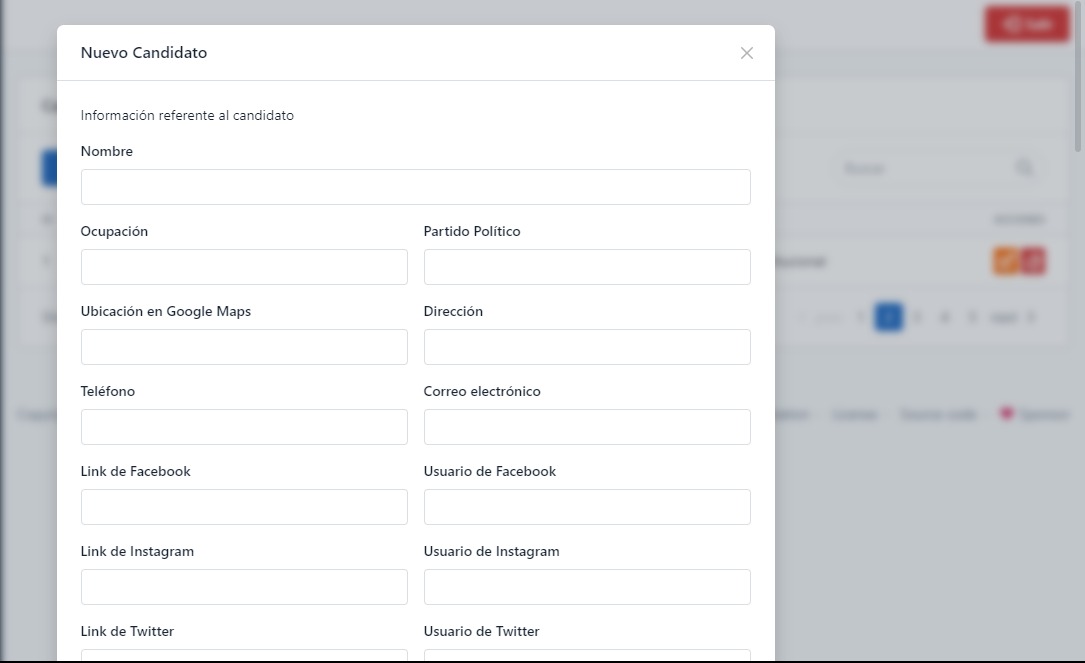 Nuevo Candidato
Información referente al candidato
Nombre
Ocupación
Partido Político
Ubicación en Google Maps
Dirección
Teléfono
Correo electrónico
Link de Facebook
Usuario de Facebook
Link de Instagram
Usuario de Instagram
Link de Twitter
Usuario de Twitter